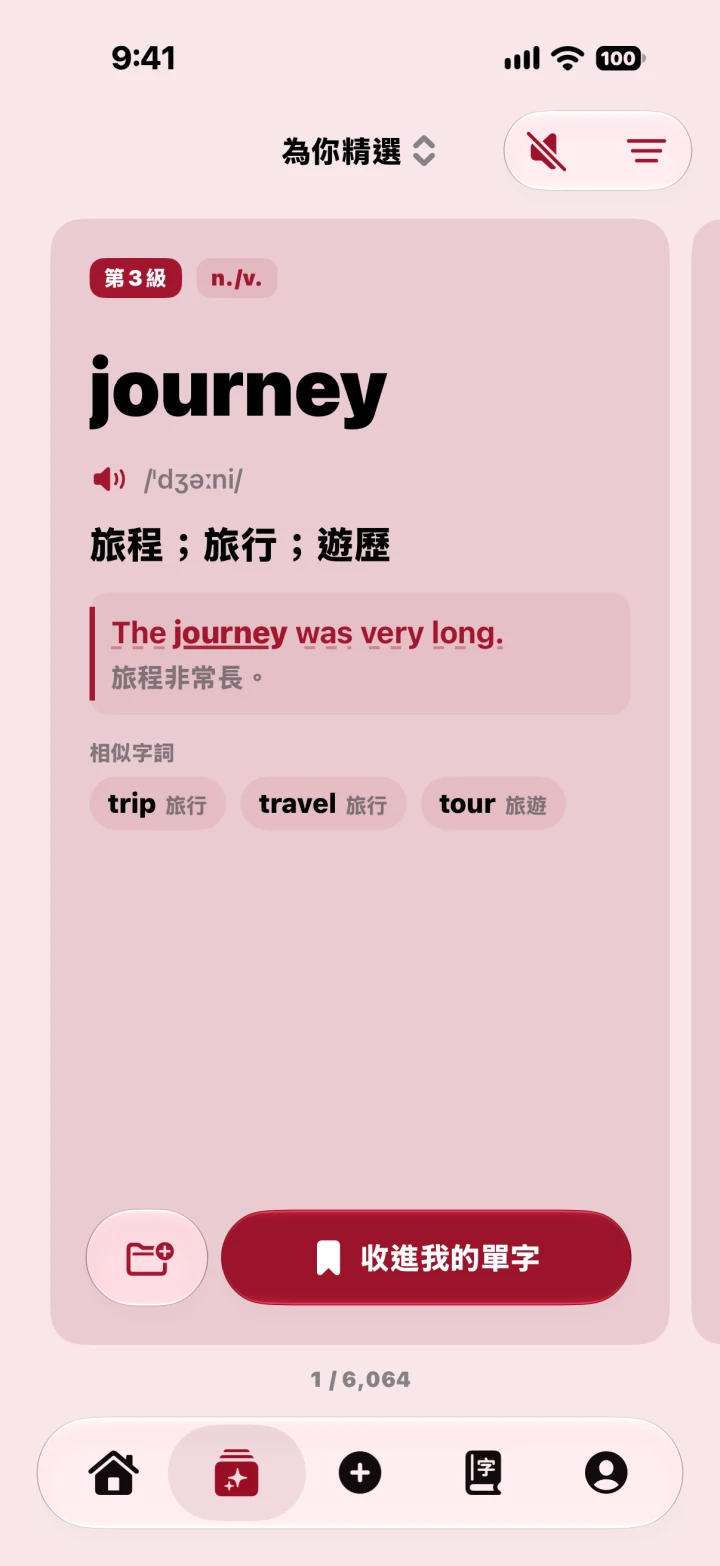 9:41
100
為你精選
第3級 n./v.
journey
/ˈdʒəːni/
旅程；旅行；遊歷
The journey was very long.
旅程非常長。
相似字詞
trip 旅行 travel 旅行 tour 旅遊
收進我的單字
1 / 6,064
字